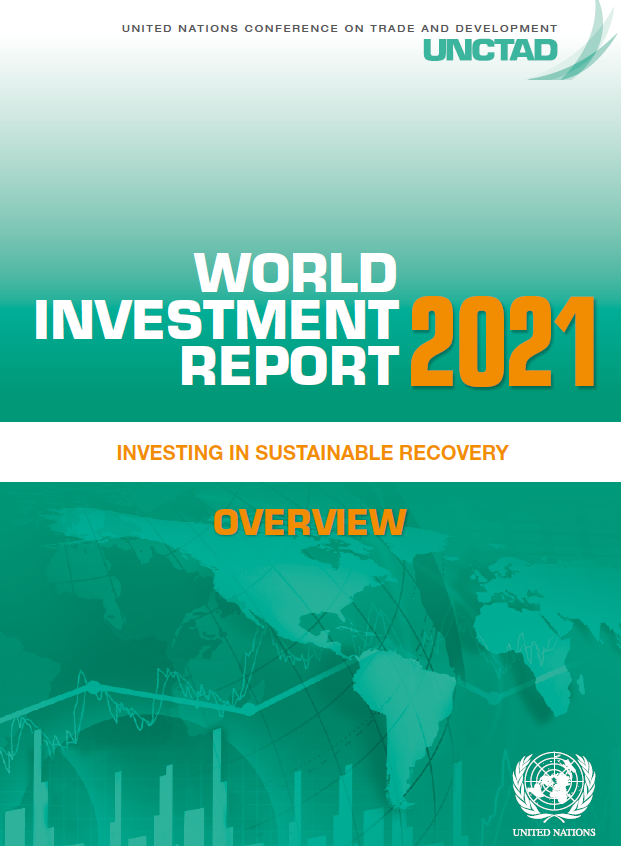 UNITED NATIONS CONFERENCE ON TRADE AND DEVELOPMENT
UNCTAD
WORLD
INVESTMENT
REPORT 2021
INVESTING IN SUSTAINABLE RECOVERY
OVERVIEW
UNITED NATIONS